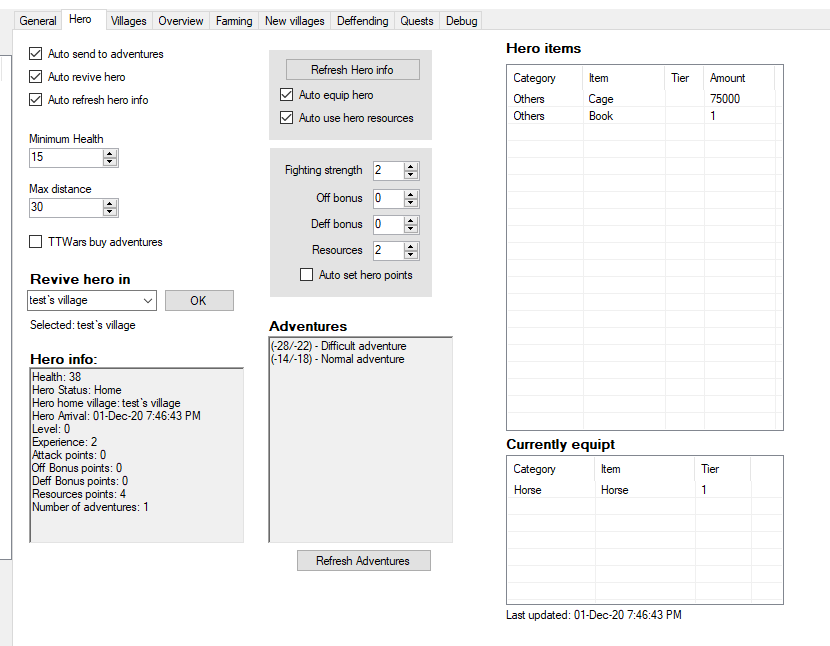 General Hero Villages Overview Farming New villages Deffending Quests Debug
Auto send to adventures
Auto revive hero
Auto refresh hero info
Minimum Health
15
Max distance
30
TTWars buy adventures
Revive hero in
test`s village OK
Selected: test`s village
Hero info:
Health: 38
Hero Status: Home
Hero home village: test`s village
Hero Arrival: 01-Dec-20 7:46:43 PM
Level: 0
Experience: 2
Attack points: 0
Off Bonus points: 0
Deff Bonus points: 0
Resources points: 4
Number of adventures: 1
Refresh Hero info
Auto equip hero
Auto use hero resources
Fighting strength 2
Off bonus 0
Deff bonus 0
Resources 2
Auto set hero points
Adventures
(-28/-22) - Difficult adventure
(-14/-18) - Normal adventure
Refresh Adventures
Hero items
Category Item Tier Amount
Others Cage 75000
Others Book 1
Currently equipt
Category Item Tier
Horse Horse 1
Last updated: 01-Dec-20 7:46:43 PM